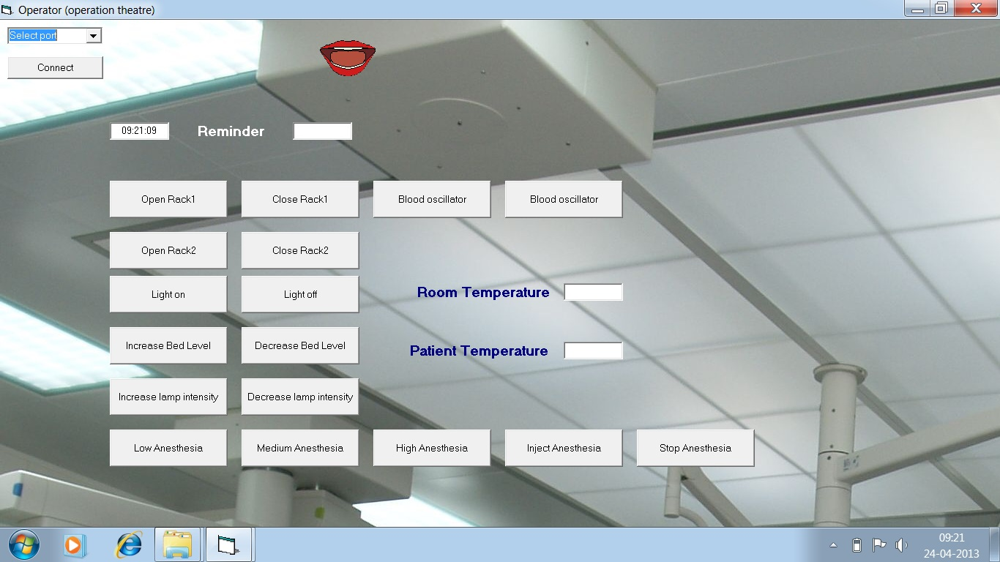 Operator (operation theatre)
Select port
Connect
09:21:09 Reminder
Open Rack1 Close Rack1 Blood oscillator Blood oscillator
Open Rack2 Close Rack2
Light on Light off Room Temperature
Increase Bed Level Decrease Bed Level Patient Temperature
Increase lamp intensity Decrease lamp intensity
Low Anesthesia Medium Anesthesia High Anesthesia Inject Anesthesia Stop Anesthesia
09:21
24-04-2013